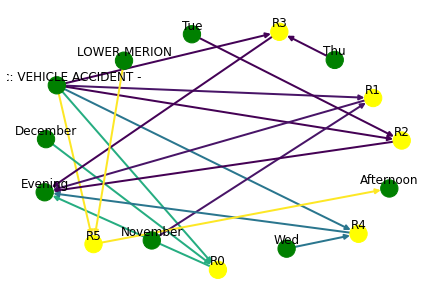 R3
Tue
LOWER MERION
Thu
:: VEHICLE ACCIDENT -
R1
R2
December
Afternoon
Evening
R4
November
R5
Wed
R0